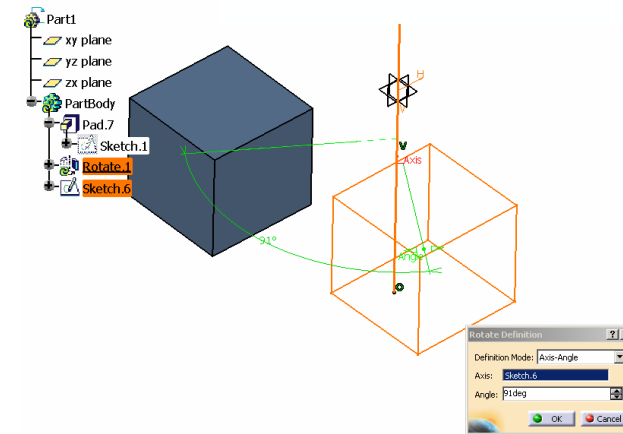 Part1
xy plane
yz plane
zx plane
PartBody
Pad.7
Sketch.1
Rotate.1
Sketch.6
H
V
Axis
91°
Angle
Rotate Definition
?
Definition Mode: Axis-Angle
Axis: Sketch.6
Angle: 91deg
OK Cancel